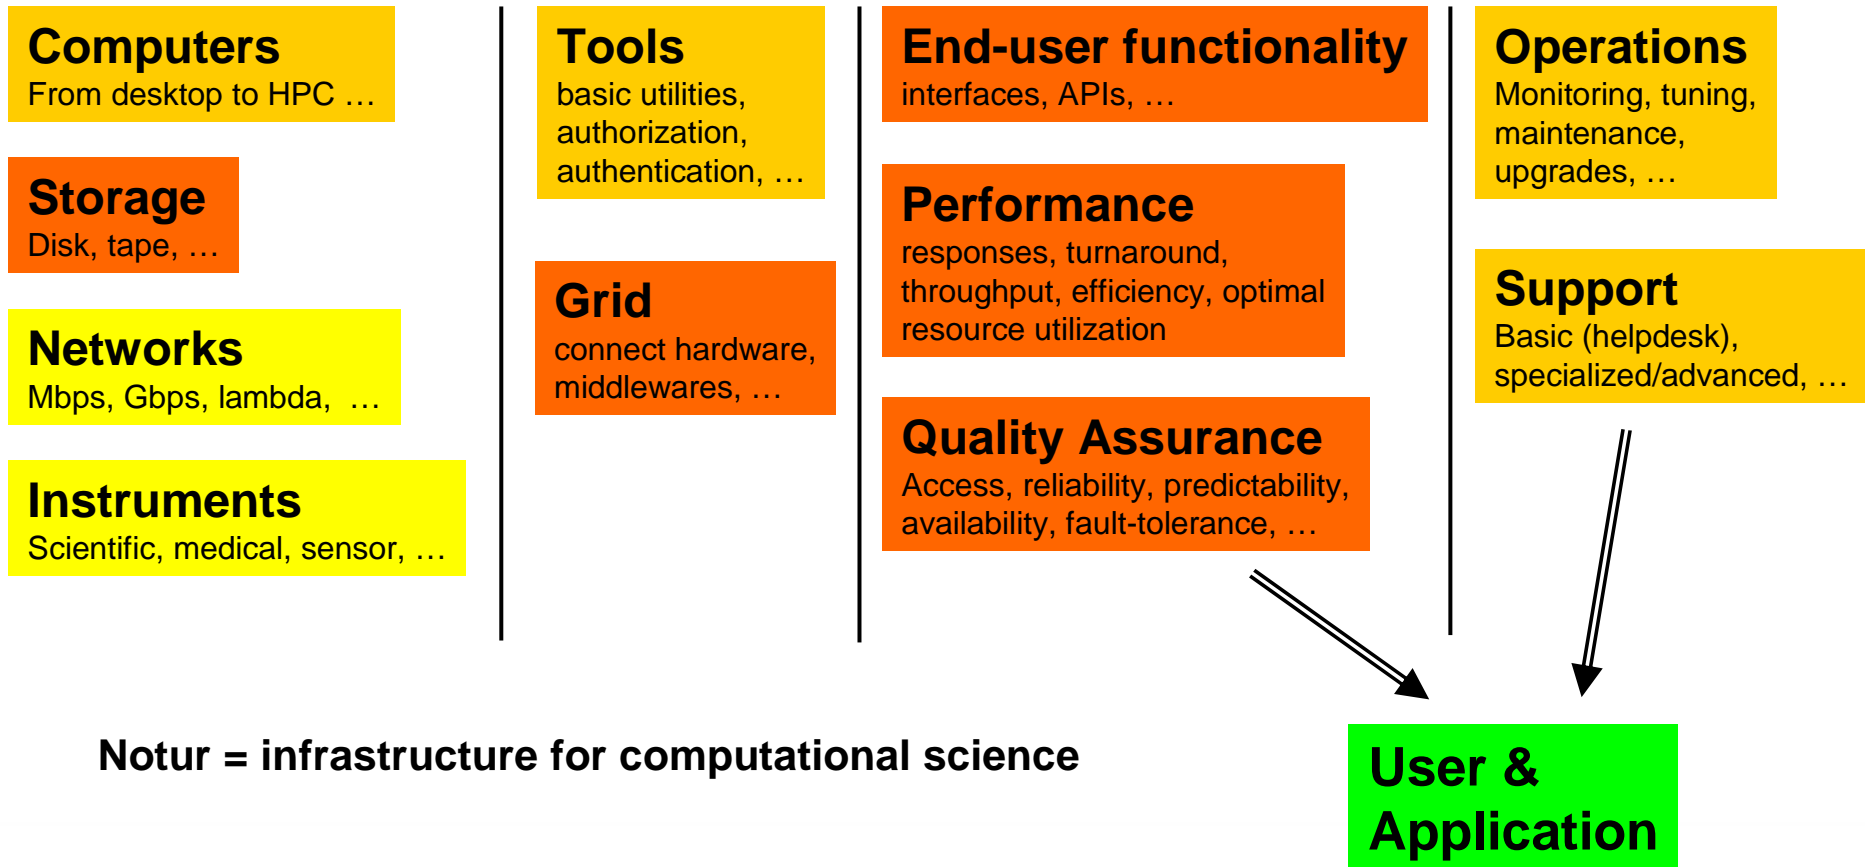 Computers
From desktop to HPC …
Storage
Disk, tape, …
Networks
Mbps, Gbps, lambda, …
Instruments
Scientific, medical, sensor, …
Tools
basic utilities,
authorization,
authentication, …
Grid
connect hardware,
middlewares, …
End-user functionality
interfaces, APIs, …
Performance
responses, turnaround,
throughput, efficiency, optimal
resource utilization
Quality Assurance
Access, reliability, predictability,
availability, fault-tolerance, …
Operations
Monitoring, tuning,
maintenance,
upgrades, …
Support
Basic (helpdesk),
specialized/advanced, …
Notur = infrastructure for computational science
User &
Application